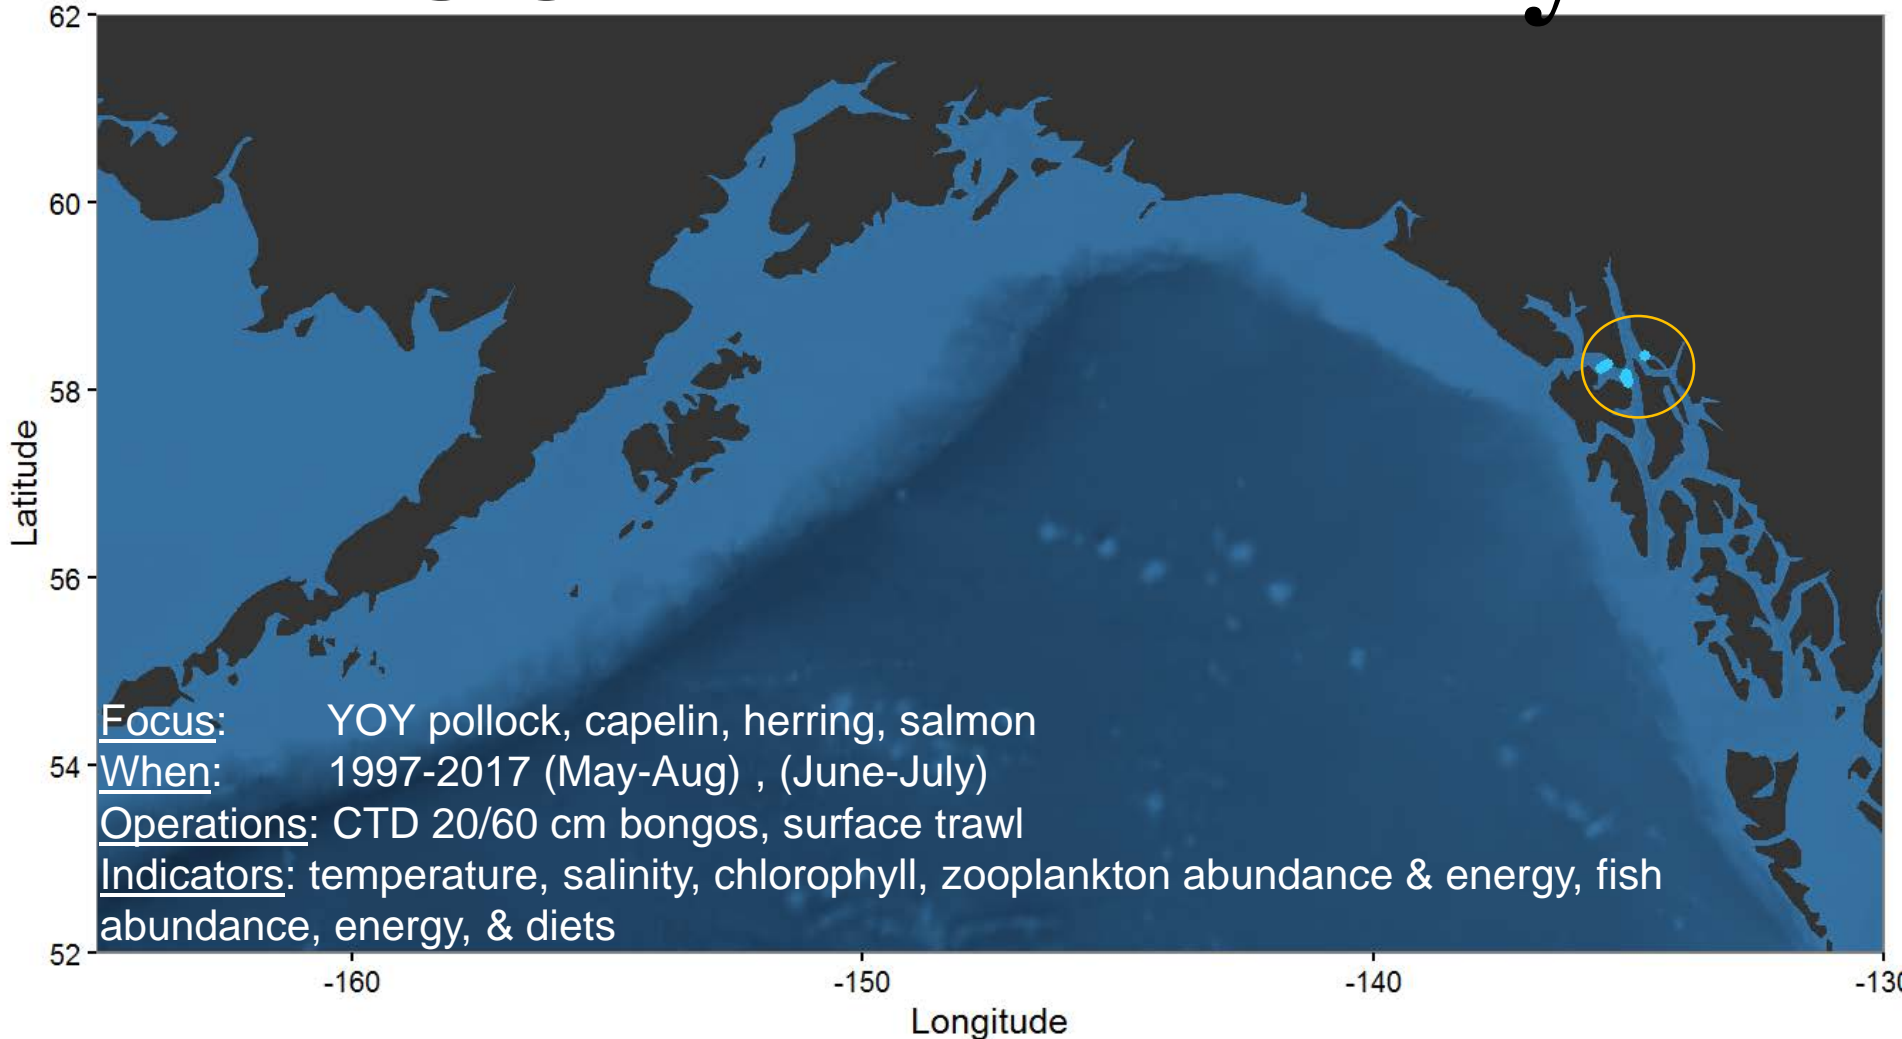 62
60
58
56
54
52
Latitude
Focus: YOY pollock, capelin, herring, salmon
When: 1997-2017 (May-Aug) , (June-July)
Operations: CTD 20/60 cm bongos, surface trawl
Indicators: temperature, salinity, chlorophyll, zooplankton abundance & energy, fish
abundance, energy, & diets
-160 -150 -140
Longitude